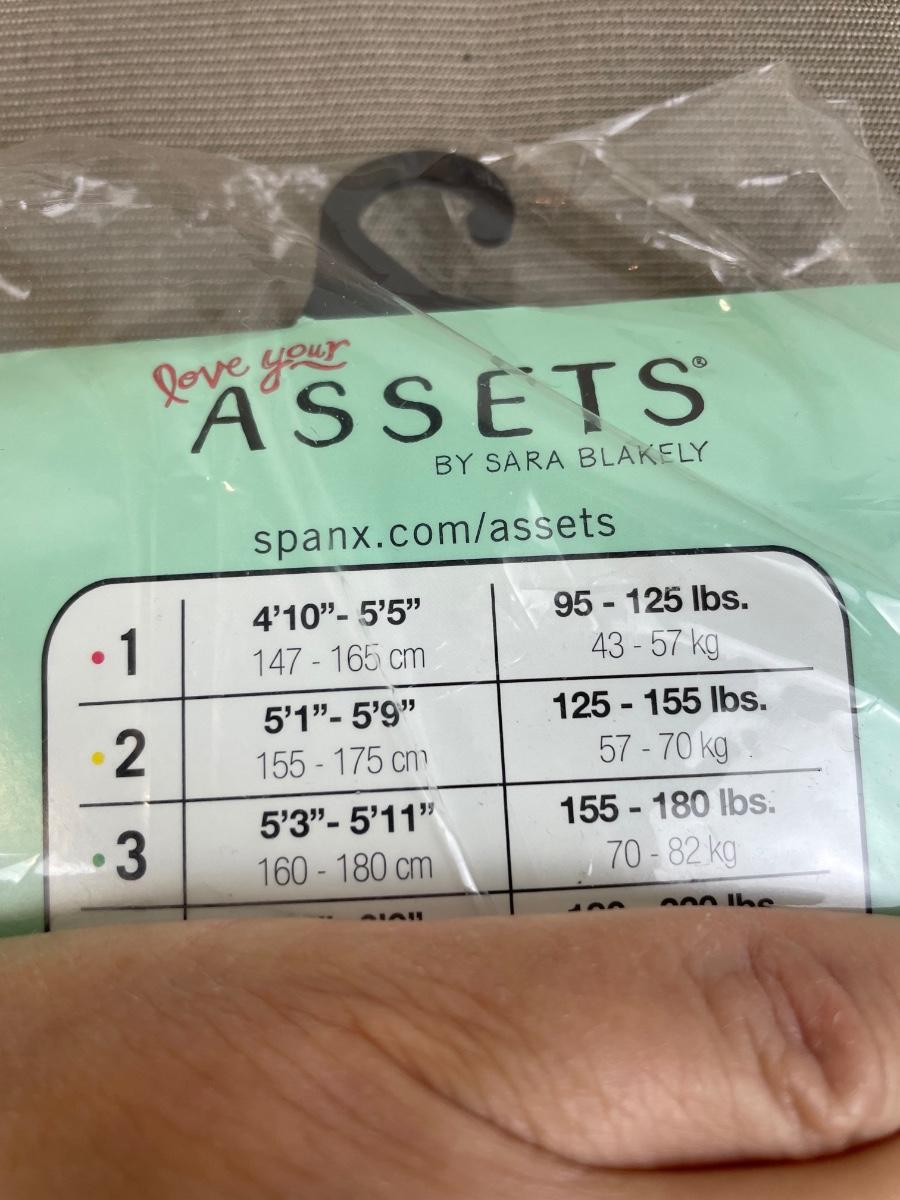 love your
ASSETS®
BY SARA BLAKELY
spanx.com/assets
1
4'10”- 5'5”
95 - 125 lbs.
147 - 165 cm
43 - 57 kg
2
5'1”- 5'9”
125 - 155 lbs.
155 - 175 cm
57 - 70 kg
3
5'3”- 5'11”
155 - 180 lbs.
160 - 180 cm
70 - 82 kg
lbs